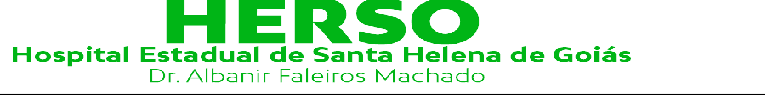 HERSO
Hospital Estadual de Santa Helena de Goiás
Dr. Albanir Faleiros Machado